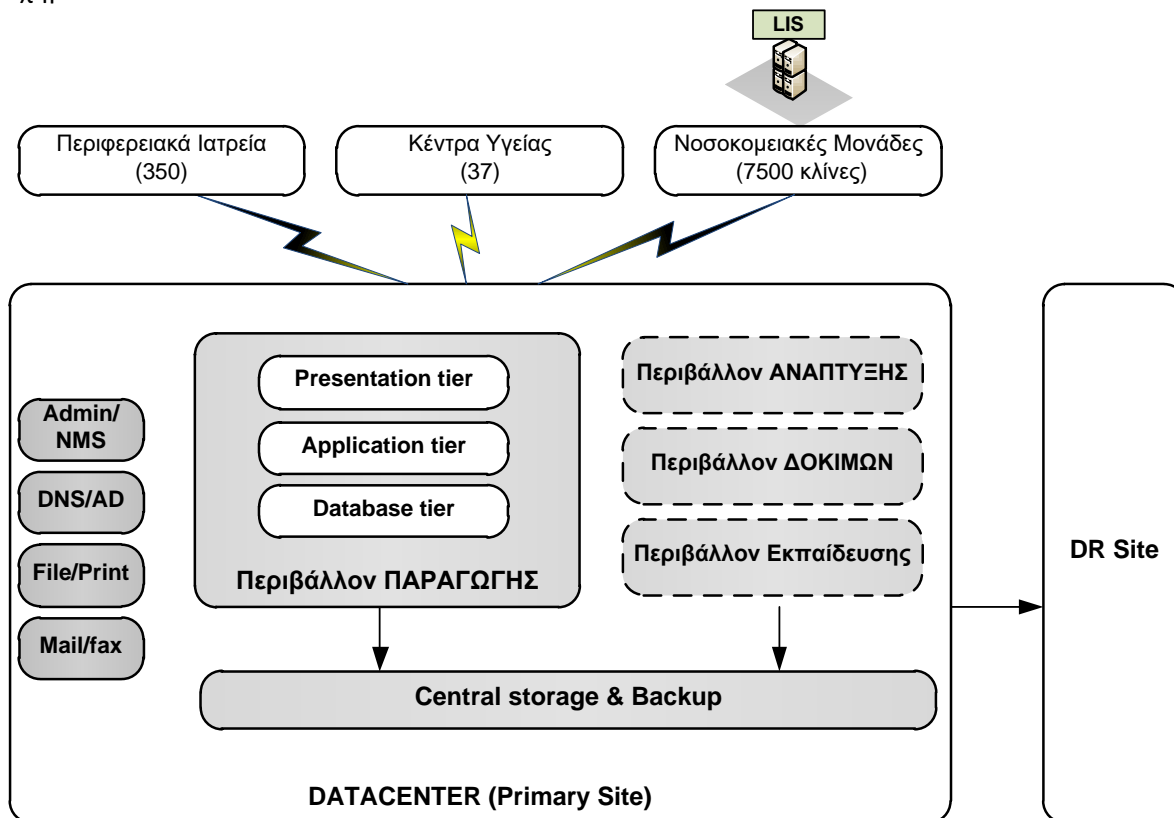 LIS
Περιφερειακά Ιατρεία
(350)
Κέντρα Υγείας
(37)
Νοσοκομειακές Μονάδες
(7500 κλίνες)
Presentation tier
Application tier
Database tier
Περιβάλλον ΠΑΡΑΓΩΓΗΣ
Περιβάλλον ΑΝΑΠΤΥΞΗΣ
Περιβάλλον ΔΟΚΙΜΩΝ
Περιβάλλον Εκπαίδευσης
Admin/
NMS
DNS/AD
File/Print
Mail/fax
Central storage & Backup
DATACENTER (Primary Site)
DR Site